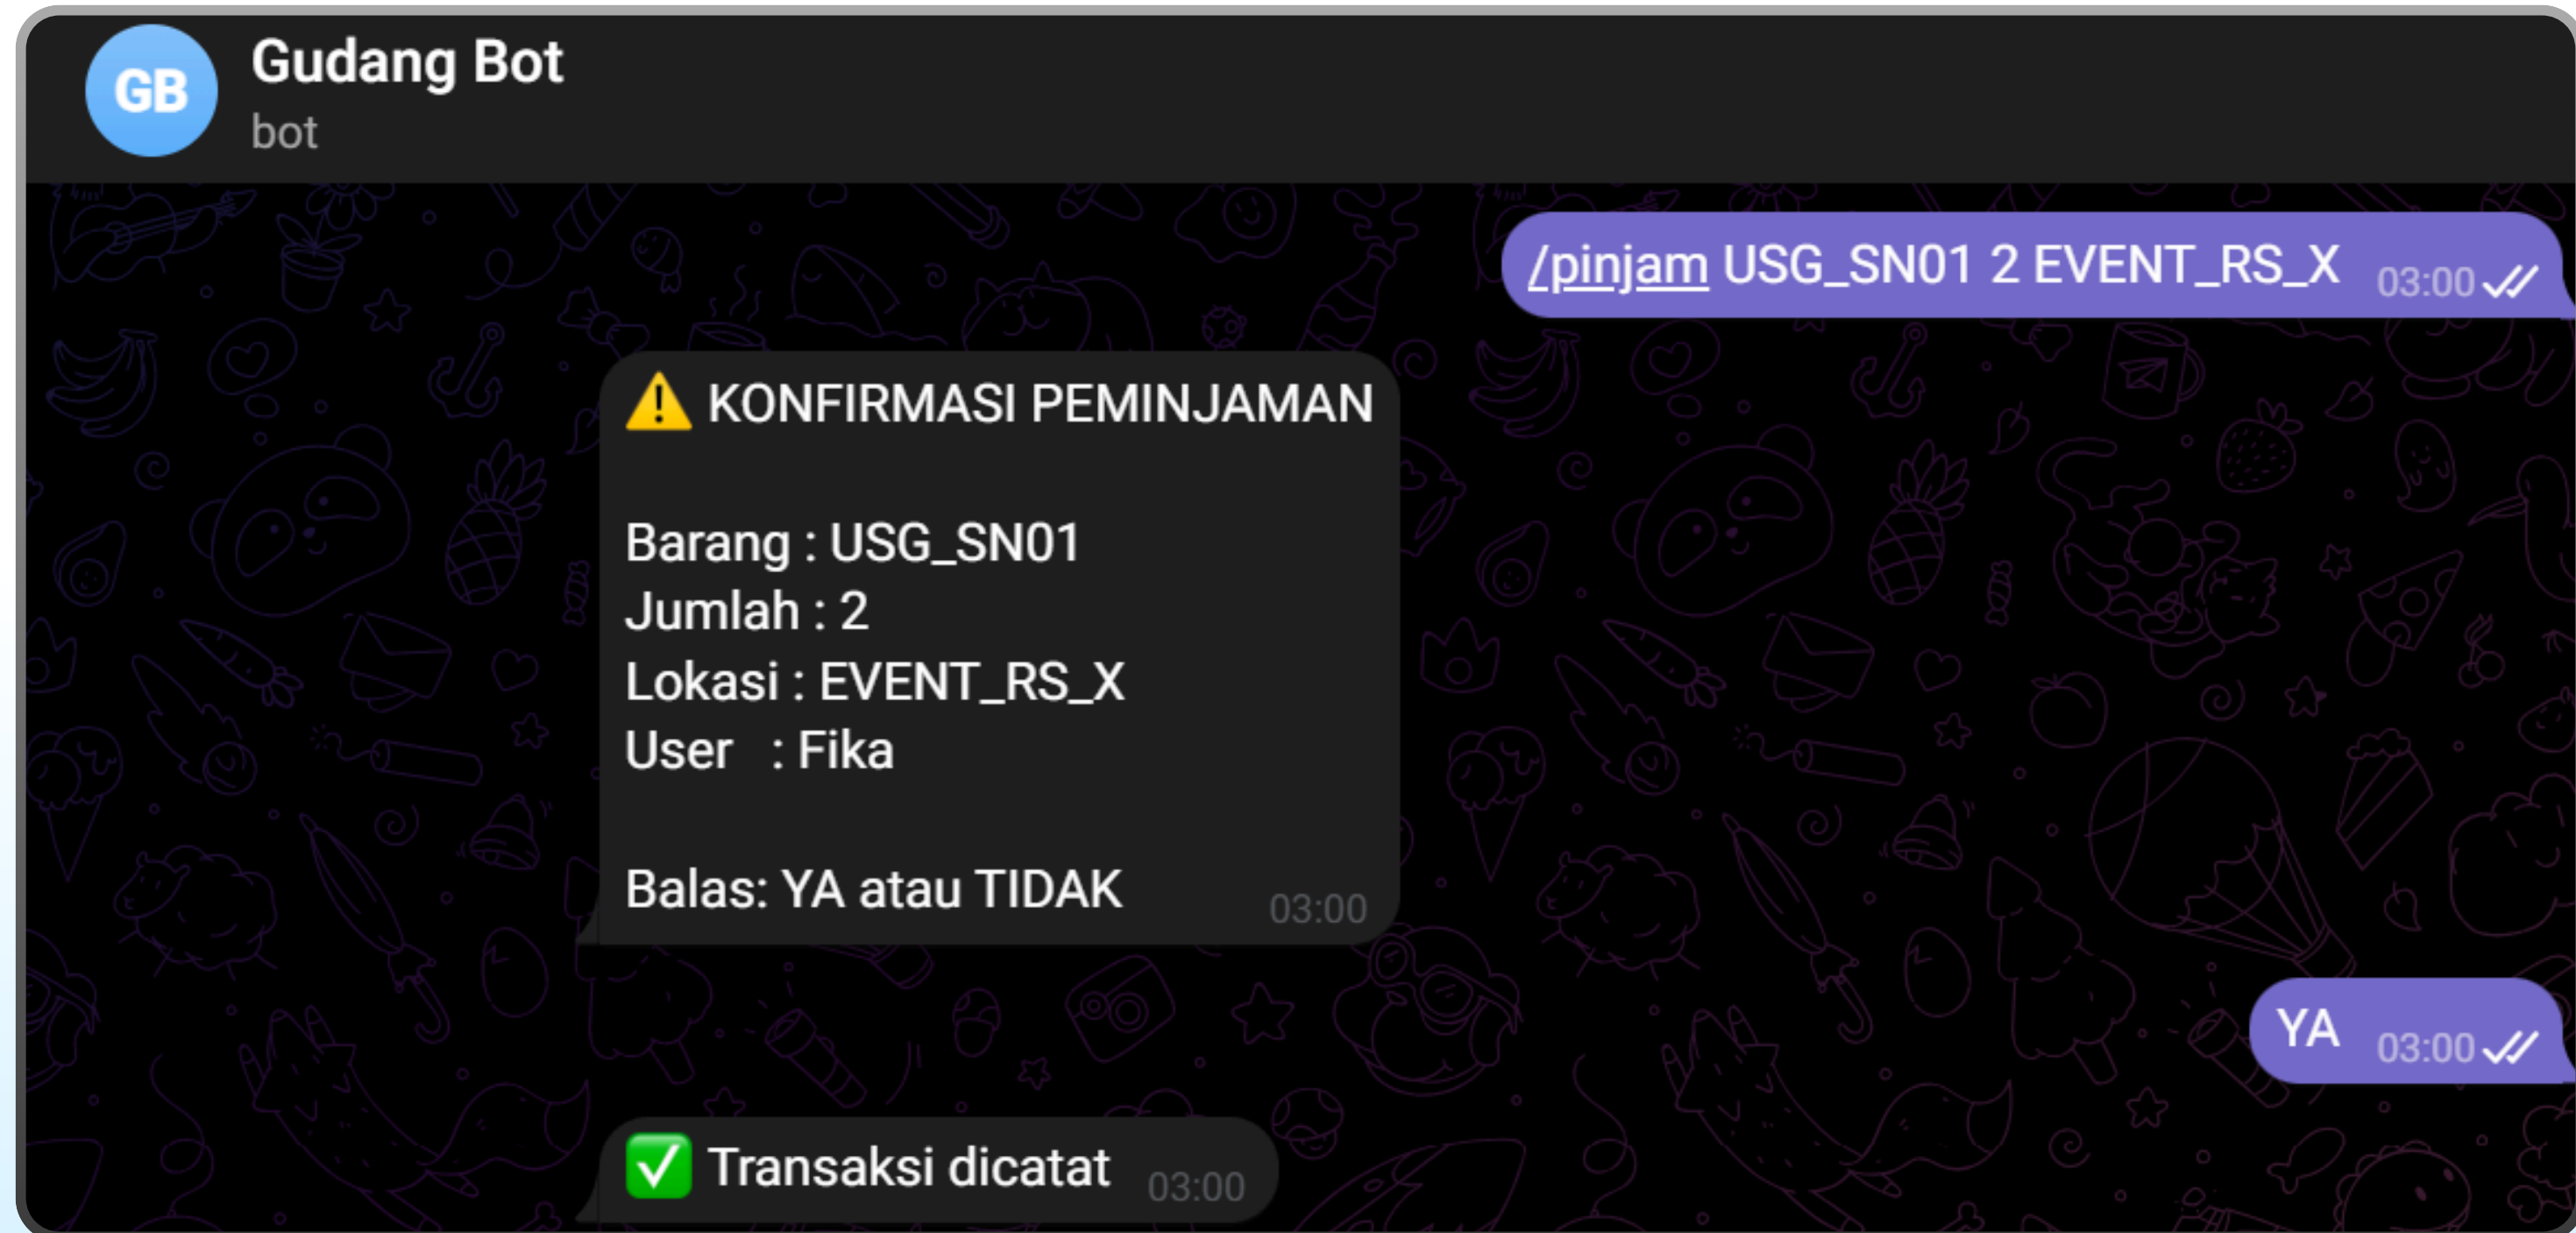 GB
Gudang Bot
bot
/pinjam USG_SN01 2 EVENT_RS_X 03:00
⚠️ KONFIRMASI PEMINJAMAN
Barang : USG_SN01
Jumlah : 2
Lokasi : EVENT_RS_X
User : Fika
Balas: YA atau TIDAK 03:00
YA 03:00
✅ Transaksi dicatat 03:00